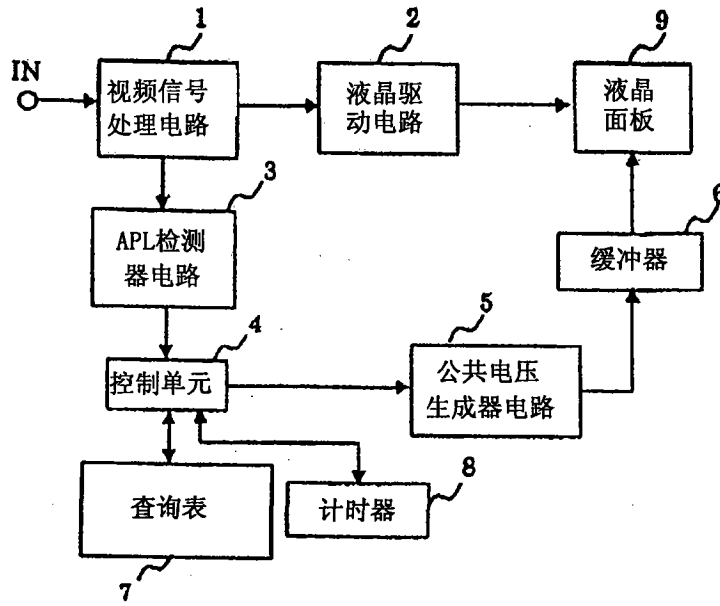 1
2
9
IN
视频信号
处理电路
液晶驱
动电路
液晶
面板
3
6
APL检测
器电路
缓冲器
4
5
控制单元
公共电压
生成器电路
8
查询表
计时器
7